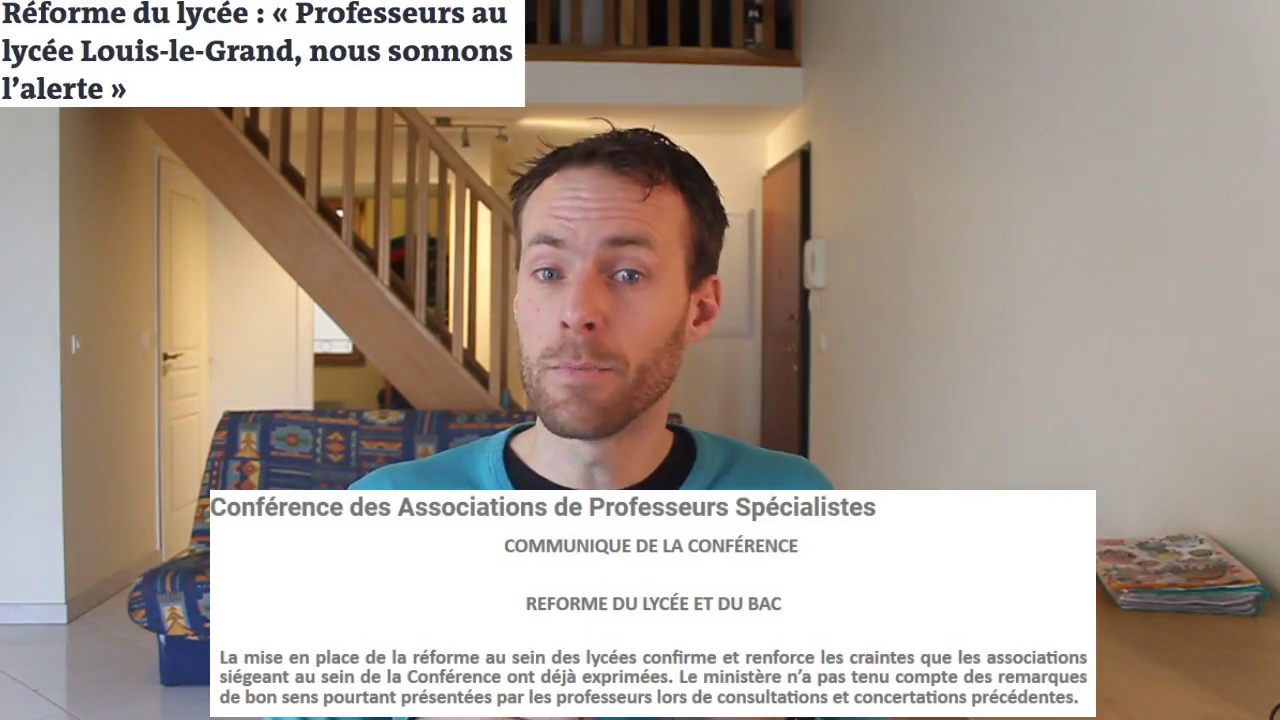 Réforme du lycée : « Professeurs au
lycée Louis-le-Grand, nous sonnons
l’alerte »
Conférence des Associations de Professeurs Spécialistes
COMMUNIQUE DE LA CONFÉRENCE
REFORME DU LYCÉE ET DU BAC
La mise en place de la réforme au sein des lycées confirme et renforce les craintes que les associations
siégeant au sein de la Conférence ont déjà exprimées. Le ministère n’a pas tenu compte des remarques
de bon sens pourtant présentées par les professeurs lors de consultations et concertations précédentes.